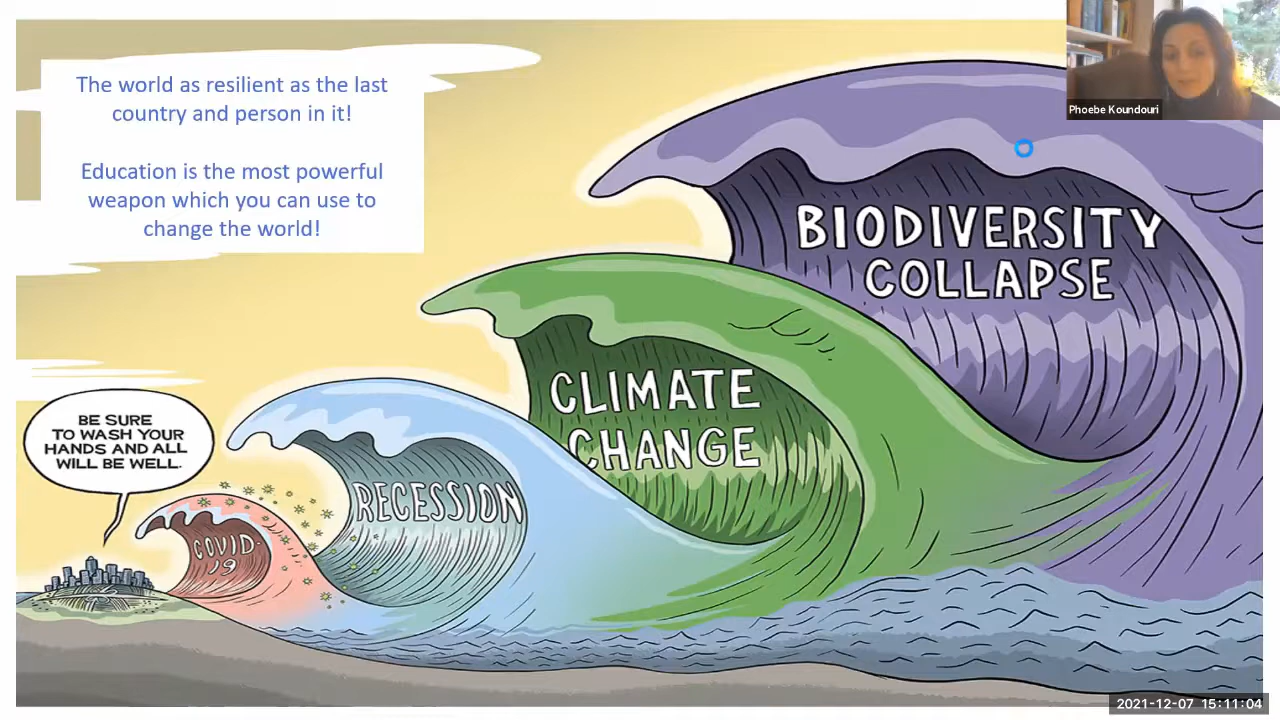 The world as resilient as the last
country and person in it!
Education is the most powerful
weapon which you can use to
change the world!
Phoebe Koundouri
BIODIVERSITY
COLLAPSE
CLIMATE
CHANGE
BE SURE
TO WASH YOUR
HANDS AND ALL
WILL BE WELL.
RECESSION
COVID-
19
2021-12-07 15:11:04